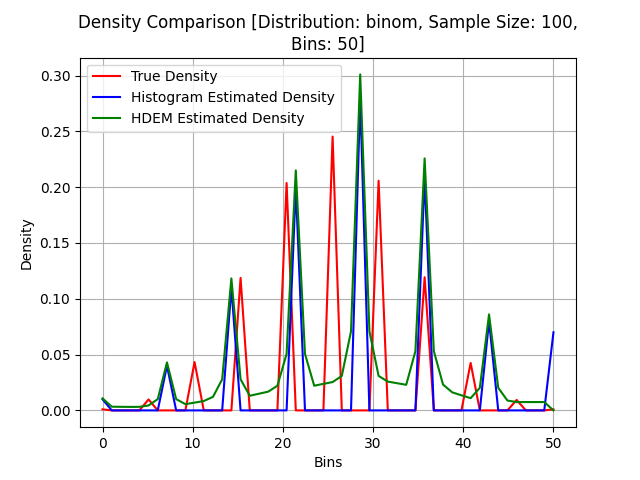 Density Comparison [Distribution: binom, Sample Size: 100,
Bins: 50]
True Density
Histogram Estimated Density
HDEM Estimated Density
0.30
0.25
0.20
0.15
0.10
0.05
0.00
Density
0 10 20 30 40 50
Bins